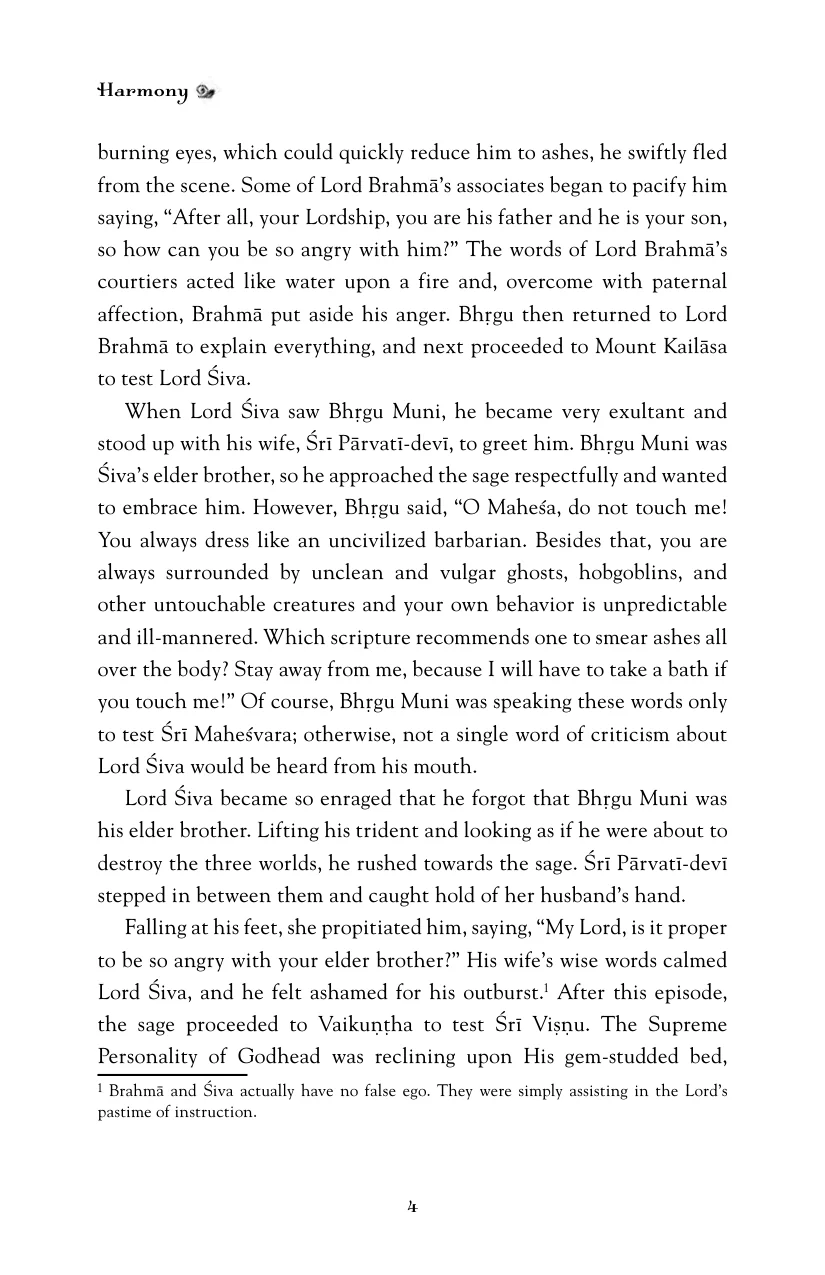 Harmony
burning eyes, which could quickly reduce him to ashes, he swiftly fled
from the scene. Some of Lord Brahmā’s associates began to pacify him
saying, “After all, your Lordship, you are his father and he is your son,
so how can you be so angry with him?” The words of Lord Brahmā’s
courtiers acted like water upon a fire and, overcome with paternal
affection, Brahmā put aside his anger. Bhṛgu then returned to Lord
Brahmā to explain everything, and next proceeded to Mount Kailāsa
to test Lord Śiva.
When Lord Śiva saw Bhṛgu Muni, he became very exultant and
stood up with his wife, Śrī Pārvatī-devī, to greet him. Bhṛgu Muni was
Śiva’s elder brother, so he approached the sage respectfully and wanted
to embrace him. However, Bhṛgu said, “O Maheśa, do not touch me!
You always dress like an uncivilized barbarian. Besides that, you are
always surrounded by unclean and vulgar ghosts, hobgoblins, and
other untouchable creatures and your own behavior is unpredictable
and ill-mannered. Which scripture recommends one to smear ashes all
over the body? Stay away from me, because I will have to take a bath if
you touch me!” Of course, Bhṛgu Muni was speaking these words only
to test Śrī Maheśvara; otherwise, not a single word of criticism about
Lord Śiva would be heard from his mouth.
Lord Śiva became so enraged that he forgot that Bhṛgu Muni was
his elder brother. Lifting his trident and looking as if he were about to
destroy the three worlds, he rushed towards the sage. Śrī Pārvatī-devī
stepped in between them and caught hold of her husband’s hand.
Falling at his feet, she propitiated him, saying, “My Lord, is it proper
to be so angry with your elder brother?” His wife’s wise words calmed
Lord Śiva, and he felt ashamed for his outburst.¹ After this episode,
the sage proceeded to Vaikuṇṭha to test Śrī Viṣṇu. The Supreme
Personality of Godhead was reclining upon His gem-studded bed,
¹ Brahmā and Śiva actually have no false ego. They were simply assisting in the Lord’s
pastime of instruction.
4